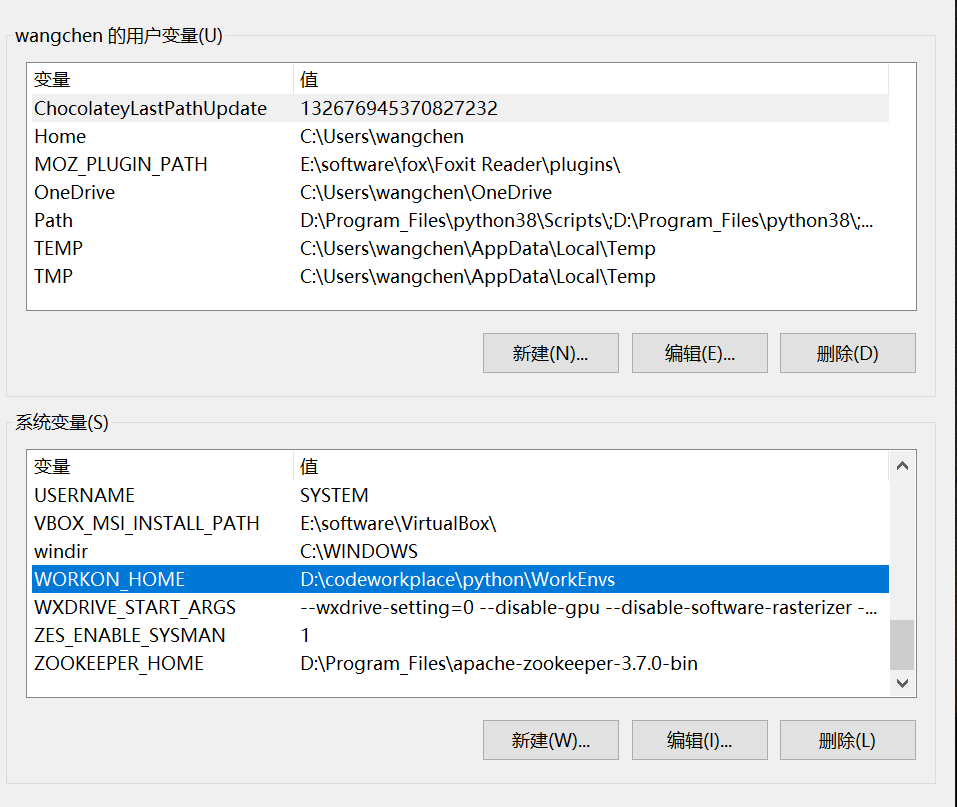 wangchen 的用户变量(U)
变量 值
ChocolateyLastPathUpdate 132676945370827232
Home C:\Users\wangchen
MOZ_PLUGIN_PATH E:\software\fox\Foxit Reader\plugins\
OneDrive C:\Users\wangchen\OneDrive
Path D:\Program_Files\python38\Scripts\;D:\Program_Files\python38\;...
TEMP C:\Users\wangchen\AppData\Local\Temp
TMP C:\Users\wangchen\AppData\Local\Temp
新建(N)... 编辑(E)... 删除(D)
系统变量(S)
变量 值
USERNAME SYSTEM
VBOX_MSI_INSTALL_PATH E:\software\VirtualBox\
windir C:\WINDOWS
WORKON_HOME D:\codeworkplace\python\WorkEnvs
WXDRIVE_START_ARGS --wxdrive-setting=0 --disable-gpu --disable-software-rasterizer -...
ZES_ENABLE_SYSMAN 1
ZOOKEEPER_HOME D:\Program_Files\apache-zookeeper-3.7.0-bin
新建(W)... 编辑(I)... 删除(L)